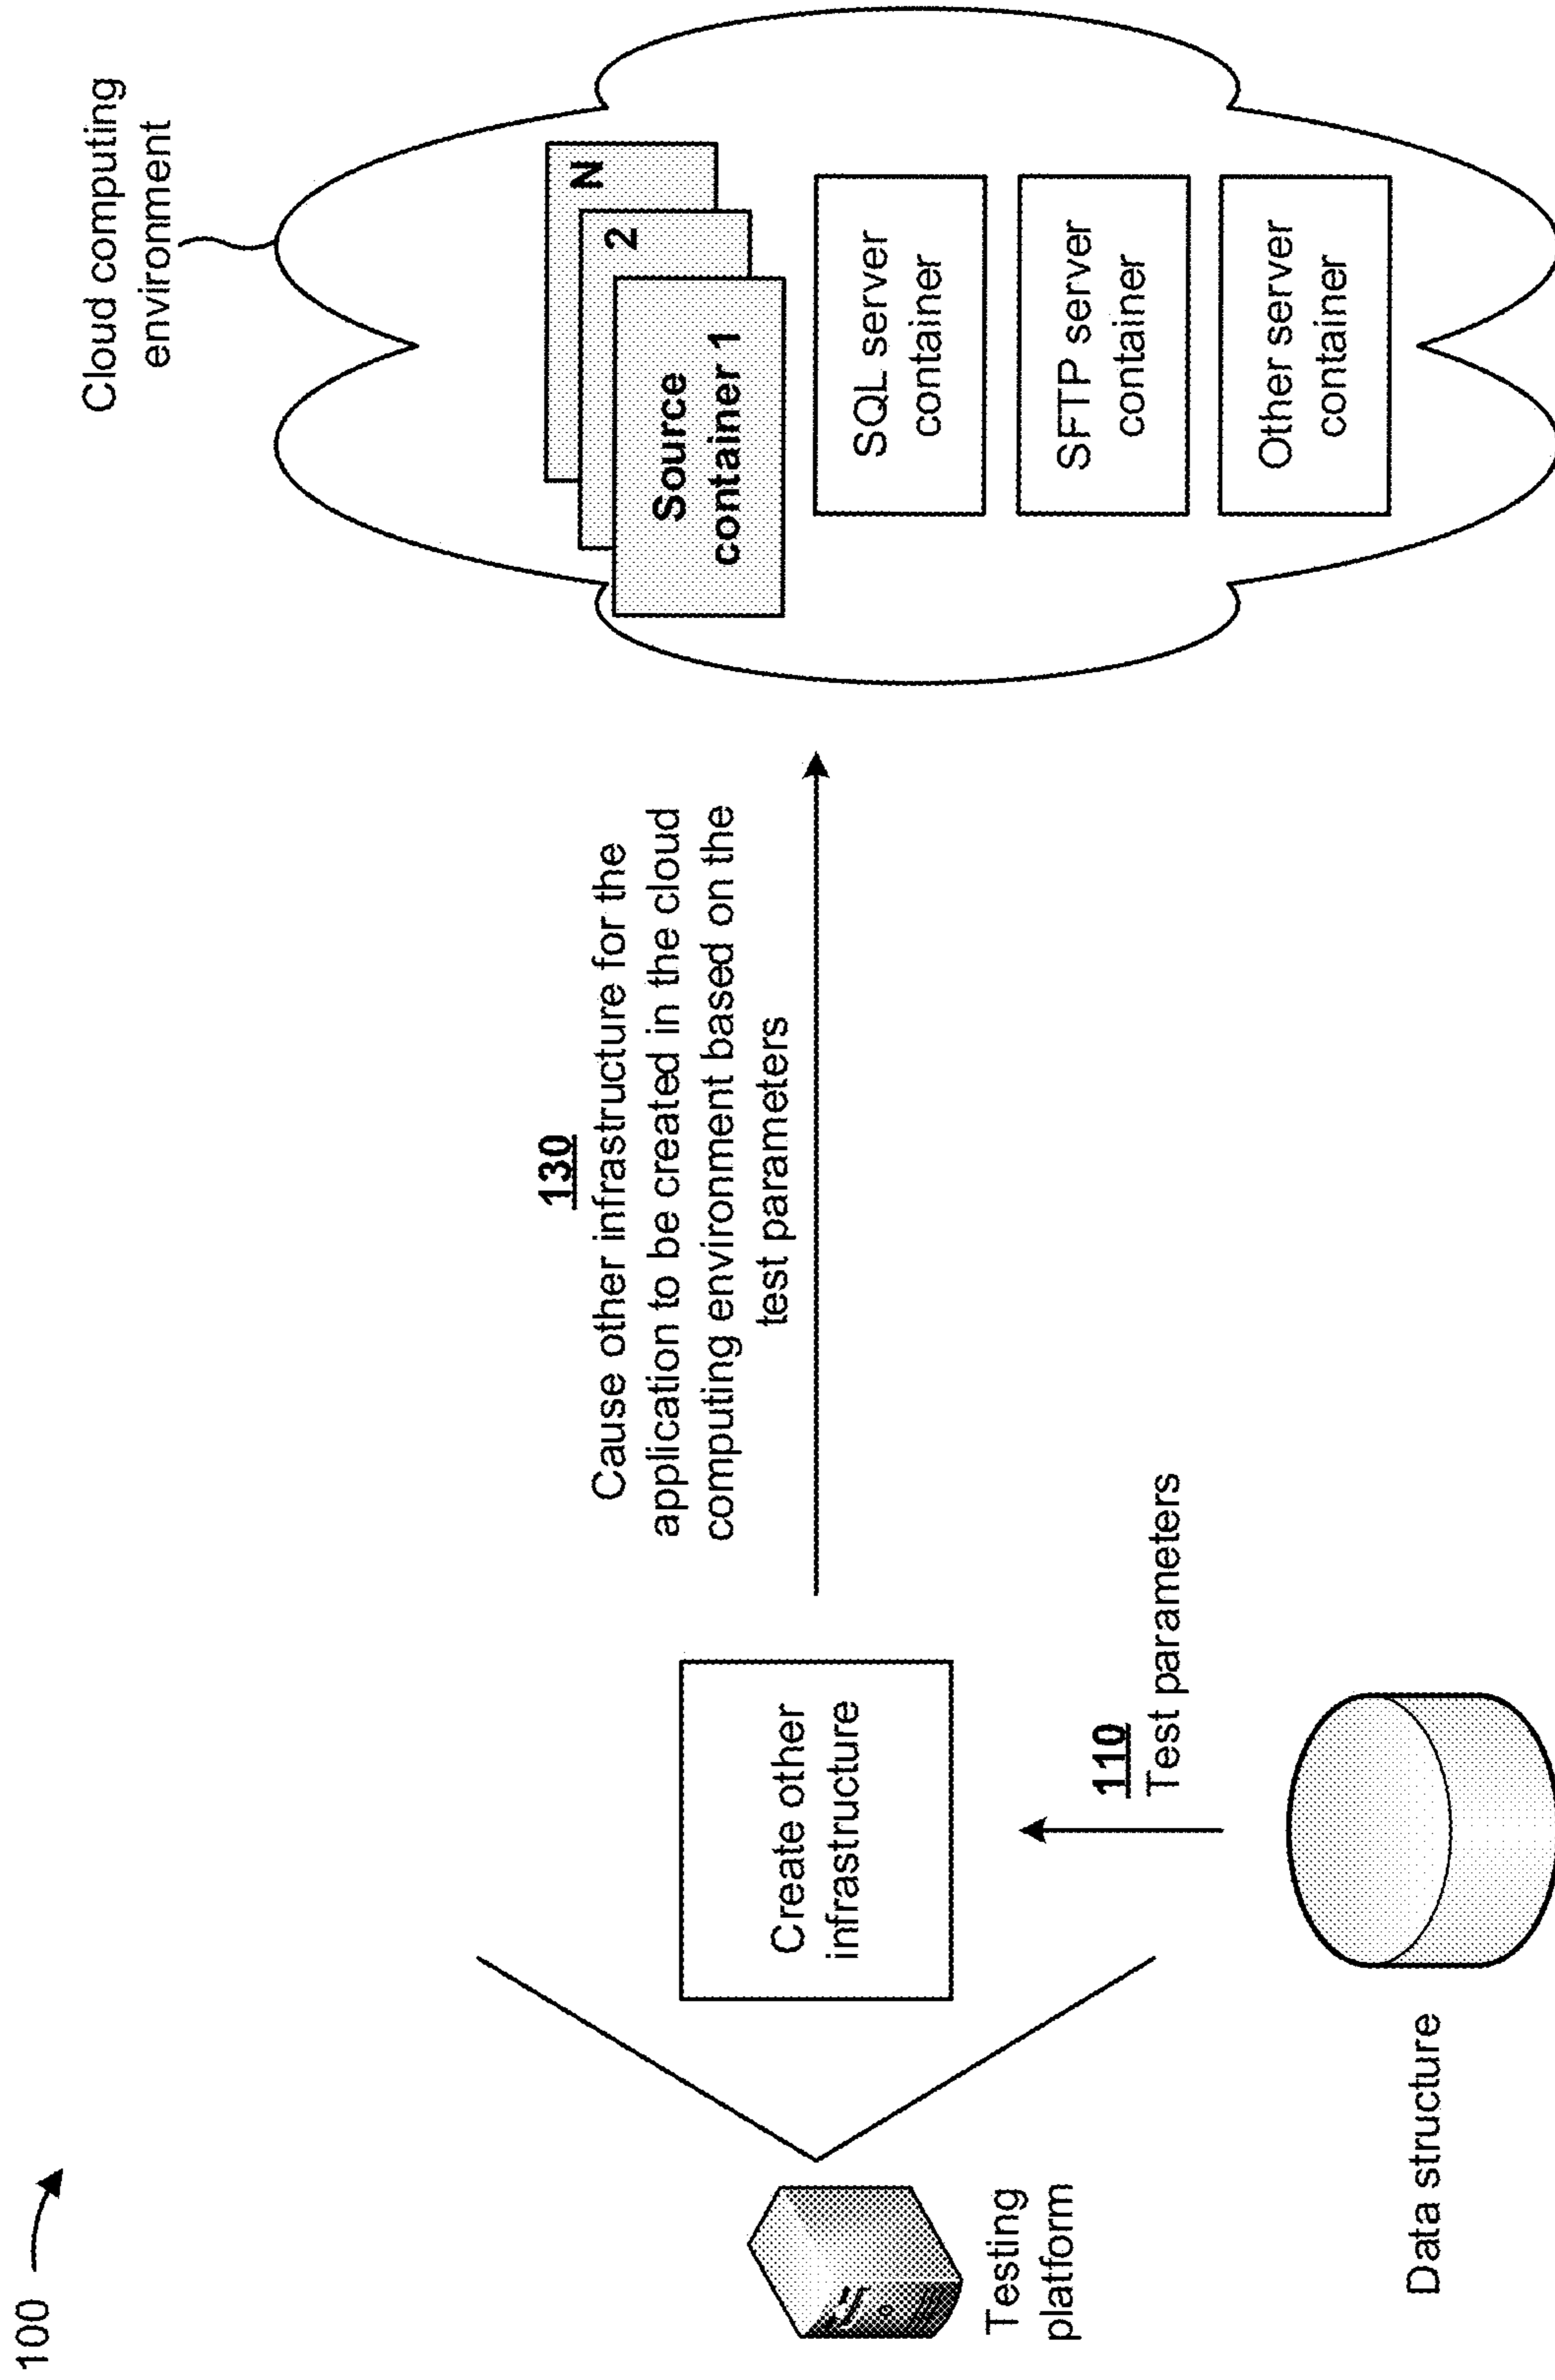 100
Cloud computing
environment
130
Cause other infrastructure for the
application to be created in the cloud
computing environment based on the
test parameters
N
2
Source
container 1
SQL server
container
SFTP server
container
Other server
container
Create other
infrastructure
110
Test parameters
Testing
platform
Data structure